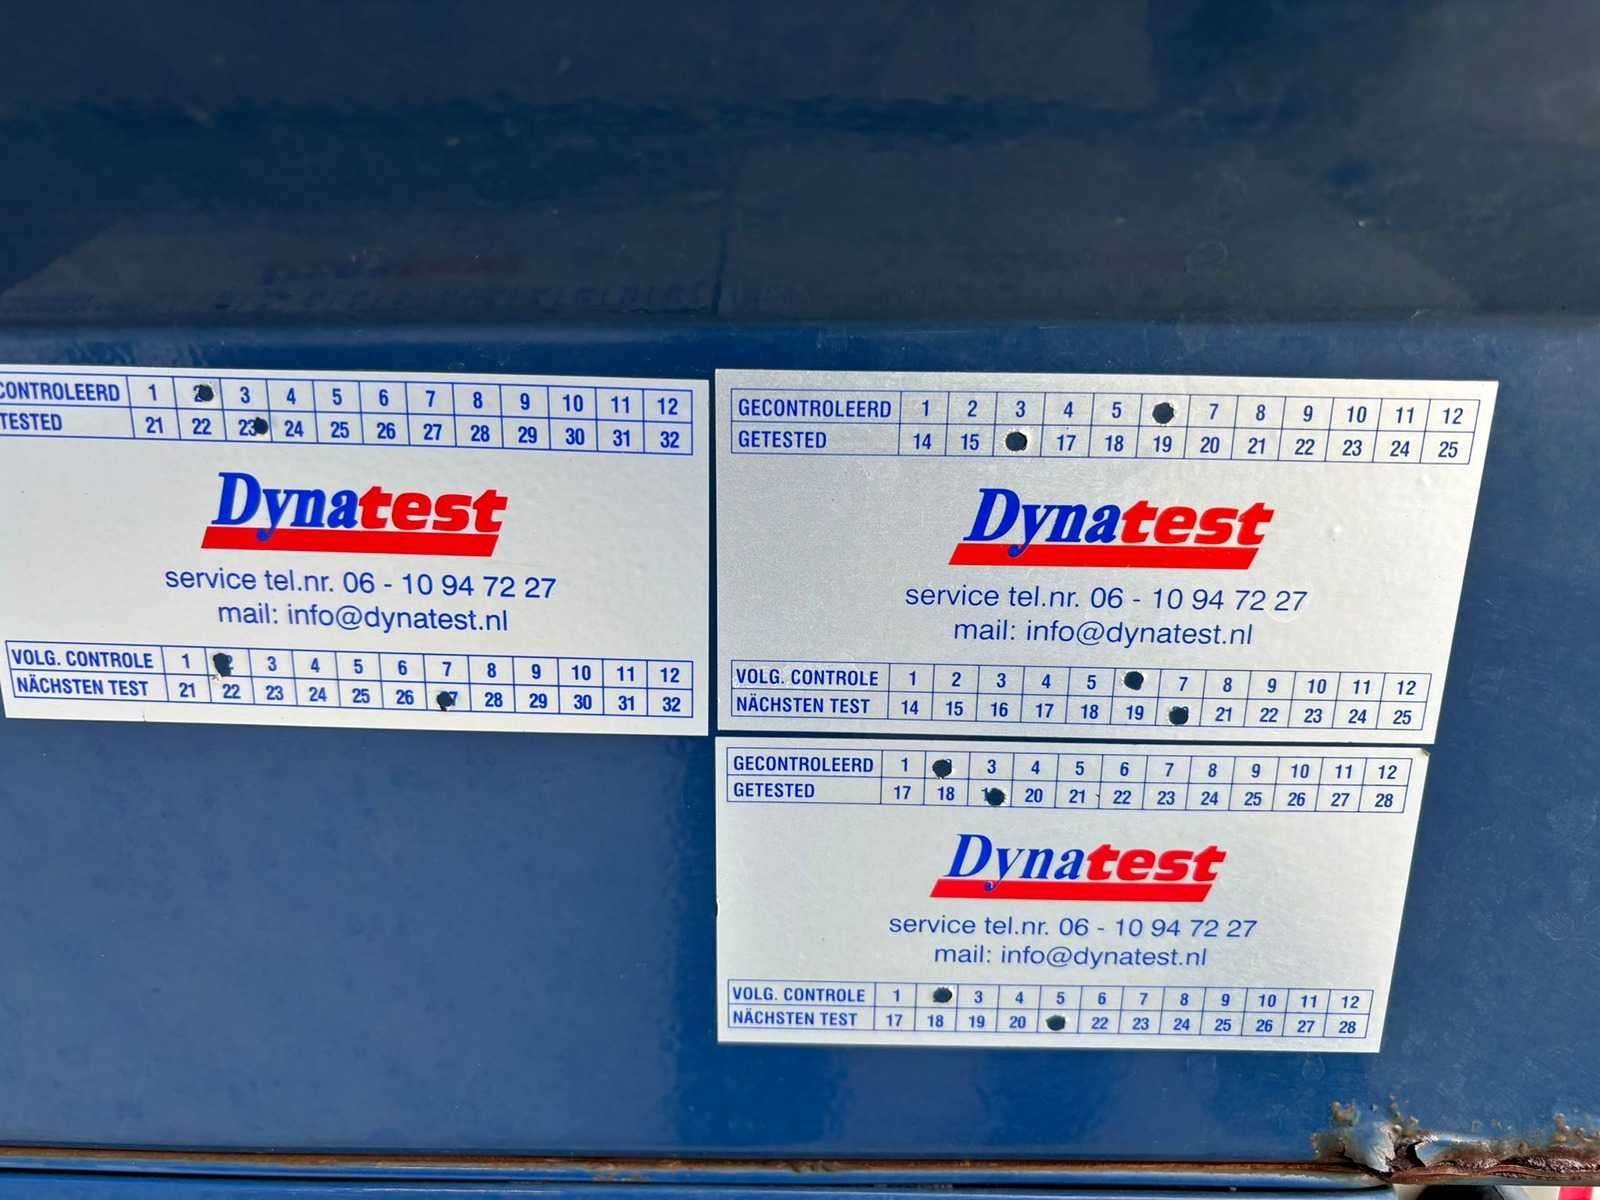 CONTROLEERD 1 3 4 5 6 7 8 9 10 11 12
TESTED 21 22 23 24 25 26 27 28 29 30 31 32
Dynatest
service tel.nr. 06 - 10 94 72 27
mail: info@dynatest.nl
VOLG. CONTROLE 1 3 4 5 6 7 8 9 10 11 12
NÄCHSTEN TEST 21 22 23 24 25 26 28 29 30 31 32
GECONTROLEERD 1 2 3 4 5 7 8 9 10 11 12
GETESTED 14 15 17 18 19 20 21 22 23 24 25
Dynatest
service tel.nr. 06 - 10 94 72 27
mail: info@dynatest.nl
VOLG. CONTROLE 1 2 3 4 5 7 8 9 10 11 12
NÄCHSTEN TEST 14 15 16 17 18 19 21 22 23 24 25
GECONTROLEERD 1 3 4 5 6 7 8 9 10 11 12
GETESTED 17 18 20 21 22 23 24 25 26 27 28
Dynatest
service tel.nr. 06 - 10 94 72 27
mail: info@dynatest.nl
VOLG. CONTROLE 1 3 4 5 6 7 8 9 10 11 12
NÄCHSTEN TEST 17 18 19 20 22 23 24 25 26 27 28